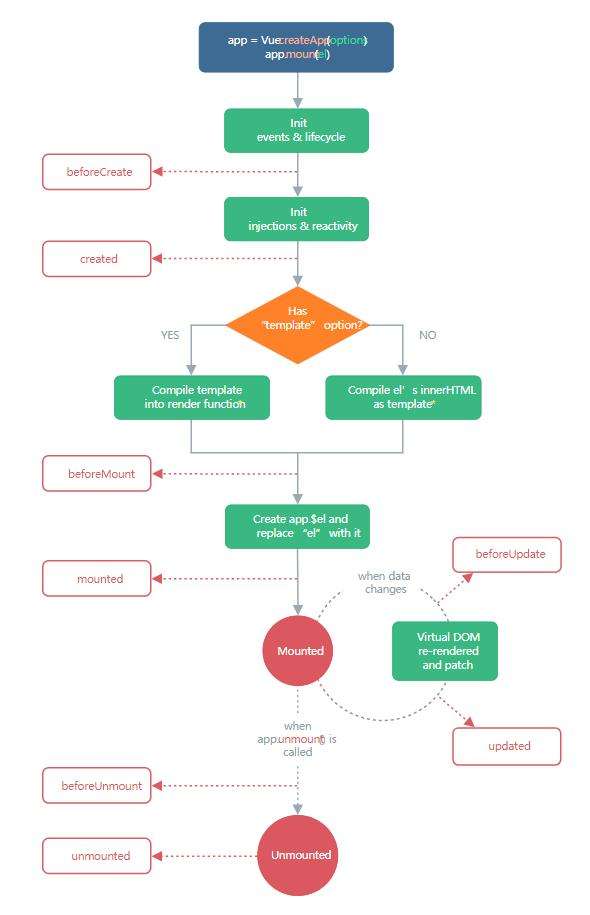 app = Vue.createApp(options)
app.mount(el)
Init
events & lifecycle
beforeCreate
Init
injections & reactivity
created
Has
“template” option?
YES
NO
Compile template
into render function*
Compile el’s innerHTML
as template*
beforeMount
Create app.$el and
replace “el” with it
mounted
beforeUpdate
when data
changes
Mounted
Virtual DOM
re-rendered
and patch
when
app.unmount() is
called
updated
beforeUnmount
unmounted
Unmounted